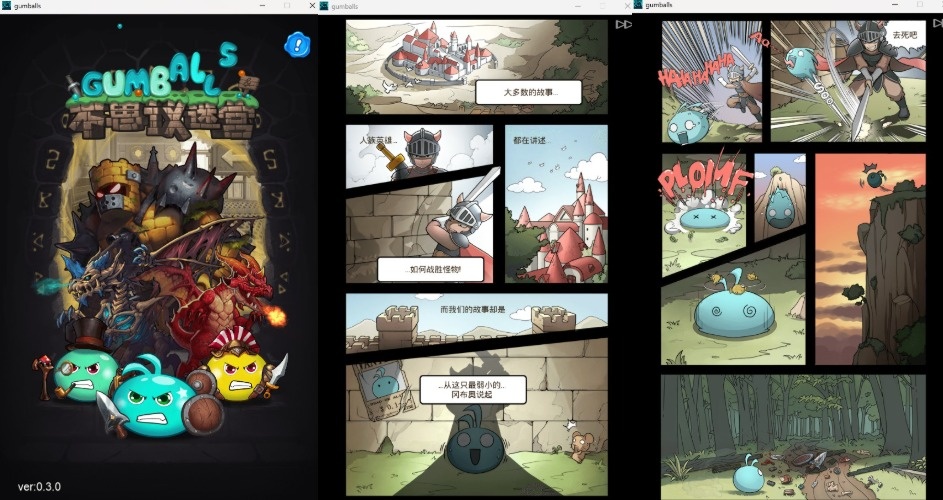 gumballs
GUMBALLS
不思议迷宫
ver:0.3.0
gumballs
大多数的故事...
人族英雄...
...如何战胜怪物!
都在讲述...
而我们的故事却是
...从这只最弱小的...
冈布奥说起
gumballs
HAHAHAHAHA
去死吧
PLOMF